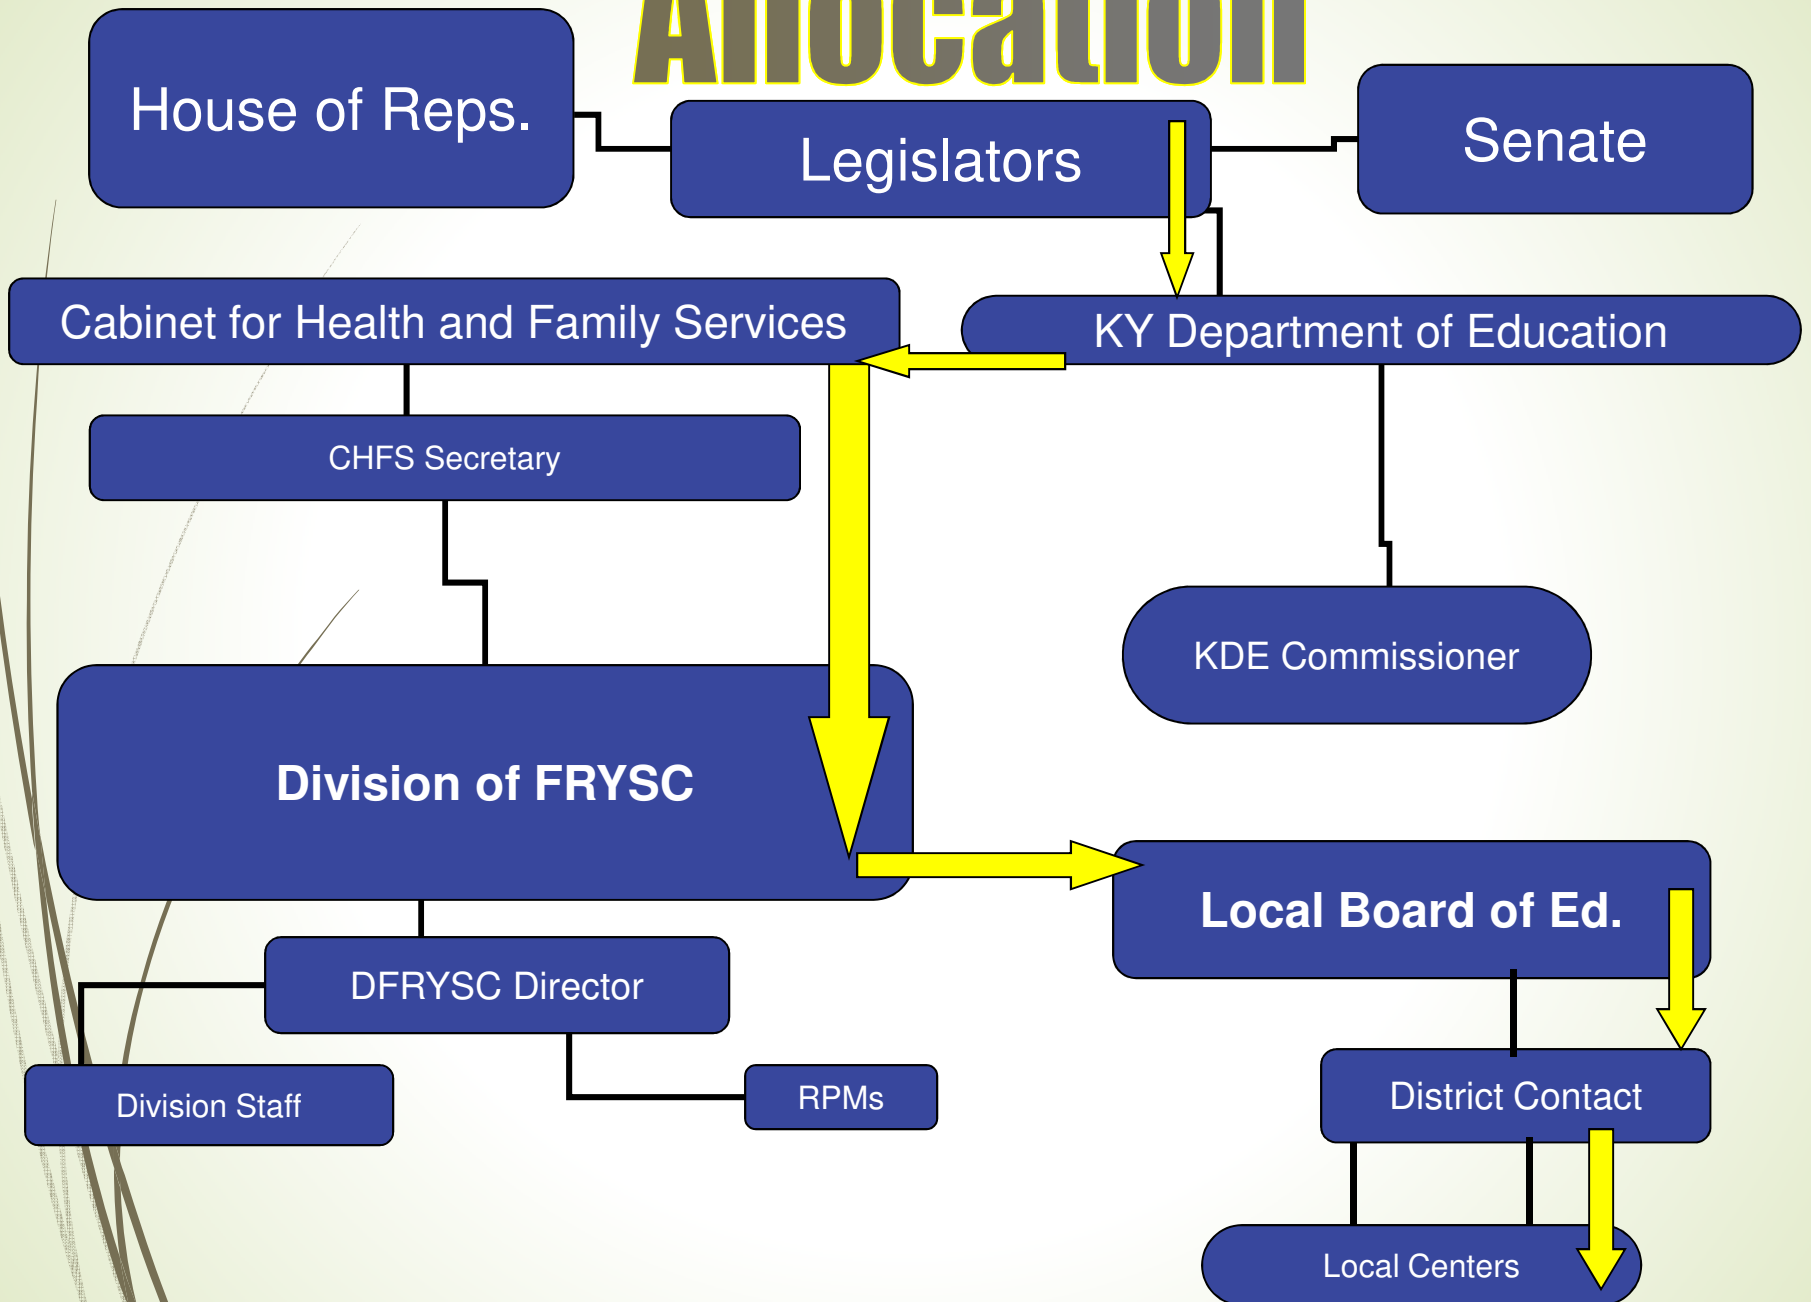 Allocation
House of Reps.
Legislators
Senate
Cabinet for Health and Family Services
KY Department of Education
CHFS Secretary
KDE Commissioner
Division of FRYSC
Local Board of Ed.
DFRYSC Director
Division Staff
RPMs
District Contact
Local Centers